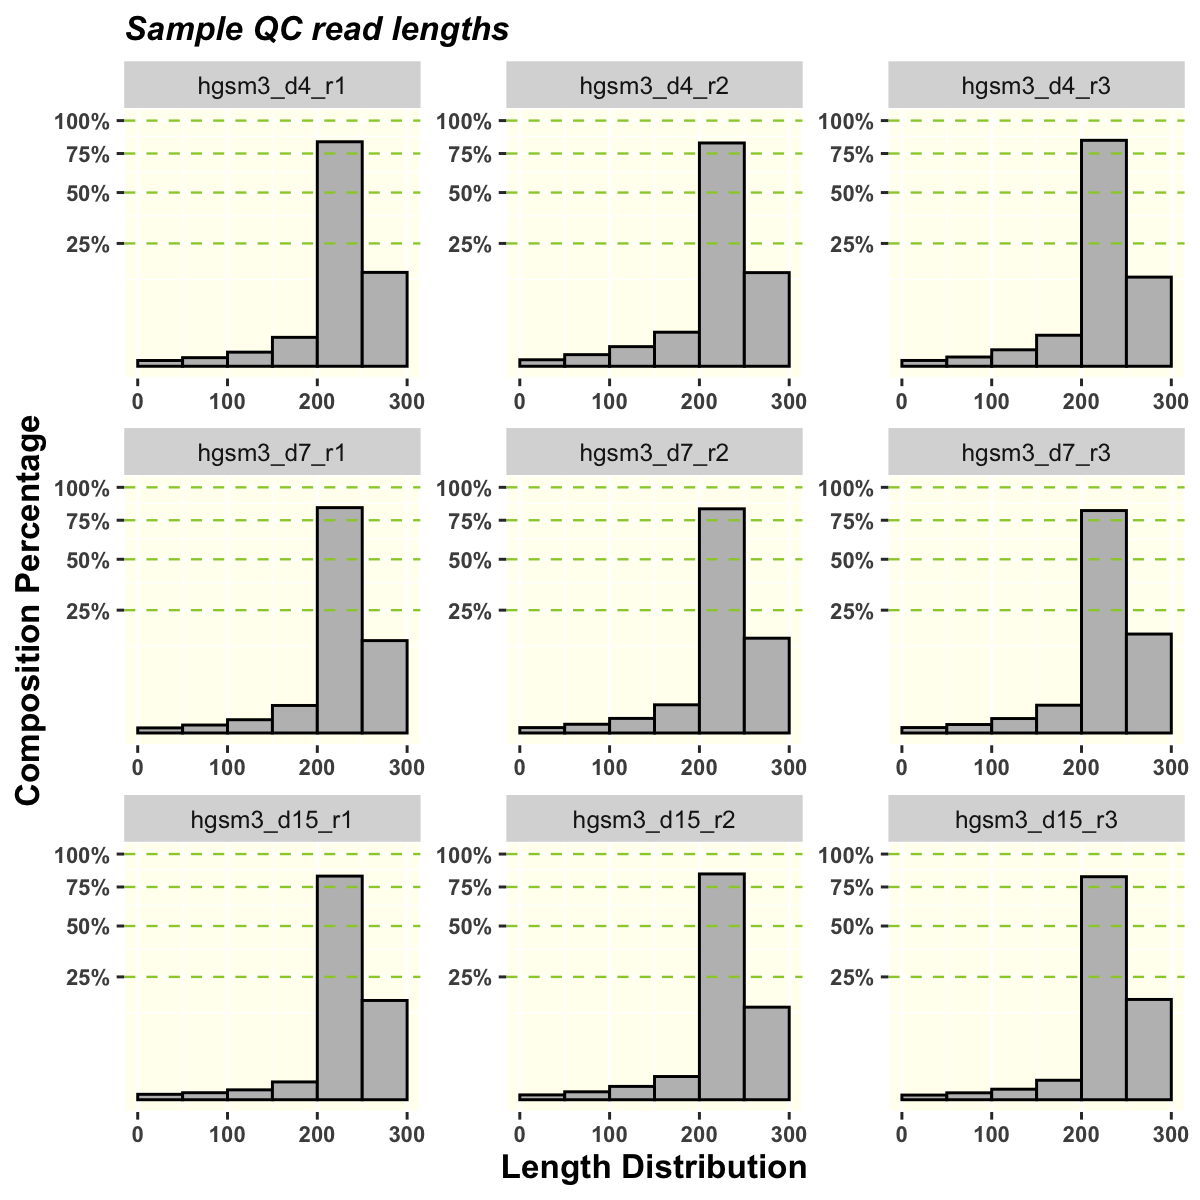 Sample QC read lengths
hgsm3_d4_r1 hgsm3_d4_r2 hgsm3_d4_r3
100% 100% 100%
75% 75% 75%
50% 50% 50%
25% 25% 25%
0 100 200 300 0 100 200 300 0 100 200 300
hgsm3_d7_r1 hgsm3_d7_r2 hgsm3_d7_r3
100% 100% 100%
75% 75% 75%
50% 50% 50%
25% 25% 25%
0 100 200 300 0 100 200 300 0 100 200 300
hgsm3_d15_r1 hgsm3_d15_r2 hgsm3_d15_r3
100% 100% 100%
75% 75% 75%
50% 50% 50%
25% 25% 25%
0 100 200 300 0 100 200 300 0 100 200 300
Composition Percentage
Length Distribution